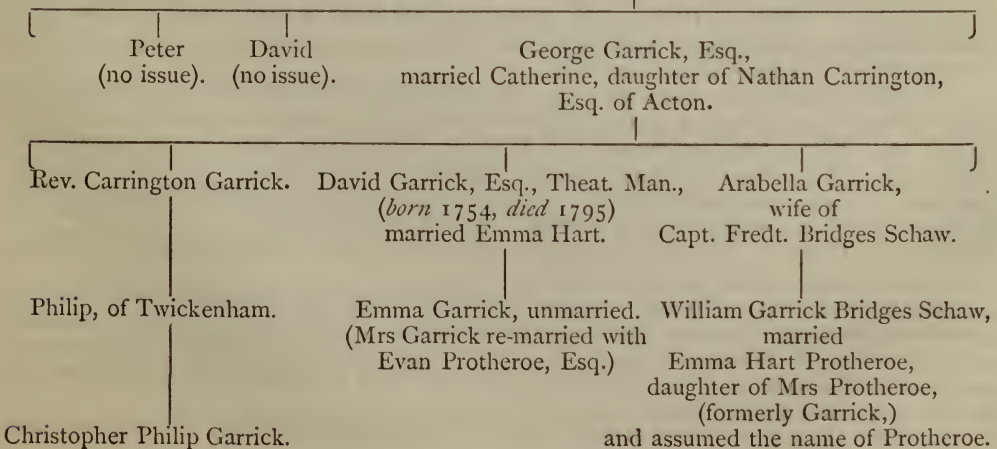 Peter
(no issue).
David
(no issue).
George Garrick, Esq.,
married Catherine, daughter of Nathan Carrington,
Esq. of Acton.
Rev. Carrington Garrick.
David Garrick, Esq., Theat. Man.,
(born 1754, died 1795)
married Emma Hart.
Arabella Garrick,
wife of
Capt. Fredt. Bridges Schaw.
Philip, of Twickenham.
Emma Garrick, unmarried.
(Mrs Garrick re-married with
Evan Protheroe, Esq.)
William Garrick Bridges Schaw,
married
Emma Hart Protheroe,
daughter of Mrs Protheroe,
(formerly Garrick,)
and assumed the name of Protheroe.
Christopher Philip Garrick.